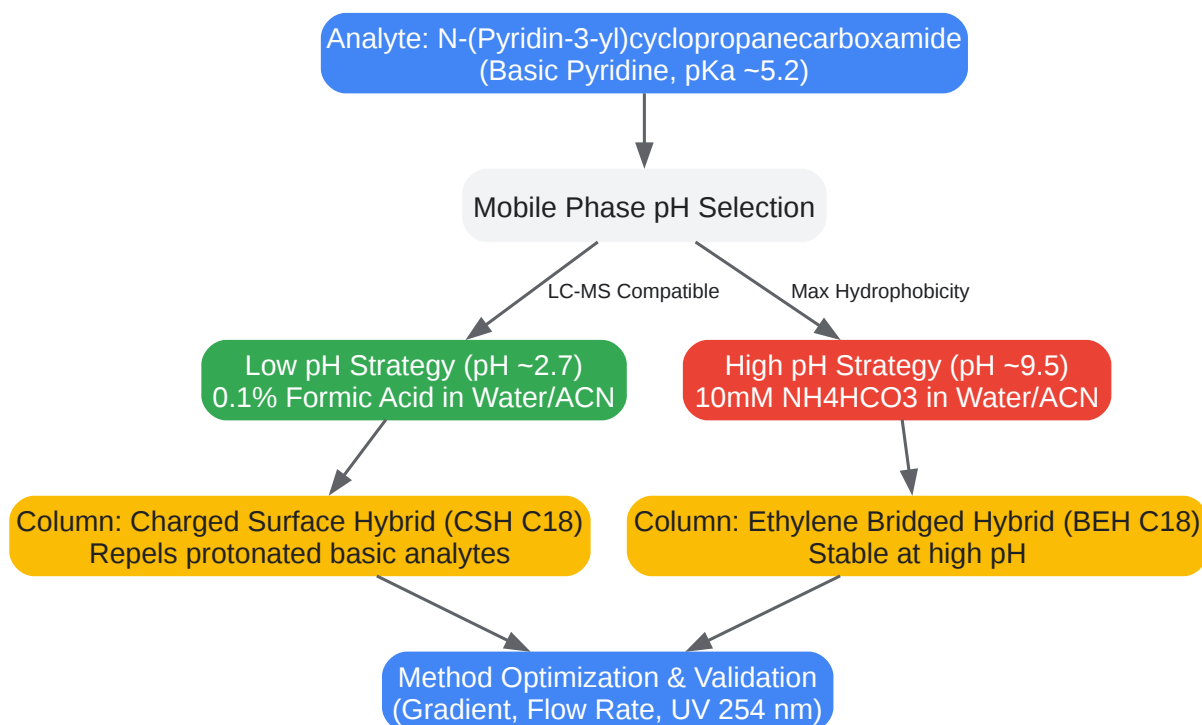 Analyte: N-(Pyridin-3-yl)cyclopropanecarboxamide
(Basic Pyridine, pKa ~5.2)
Mobile Phase pH Selection
LC-MS Compatible
Max Hydrophobicity
Low pH Strategy (pH ~2.7)
0.1% Formic Acid in Water/ACN
High pH Strategy (pH ~9.5)
10mM NH4HCO3 in Water/ACN
Column: Charged Surface Hybrid (CSH C18)
Repels protonated basic analytes
Column: Ethylene Bridged Hybrid (BEH C18)
Stable at high pH
Method Optimization & Validation
(Gradient, Flow Rate, UV 254 nm)